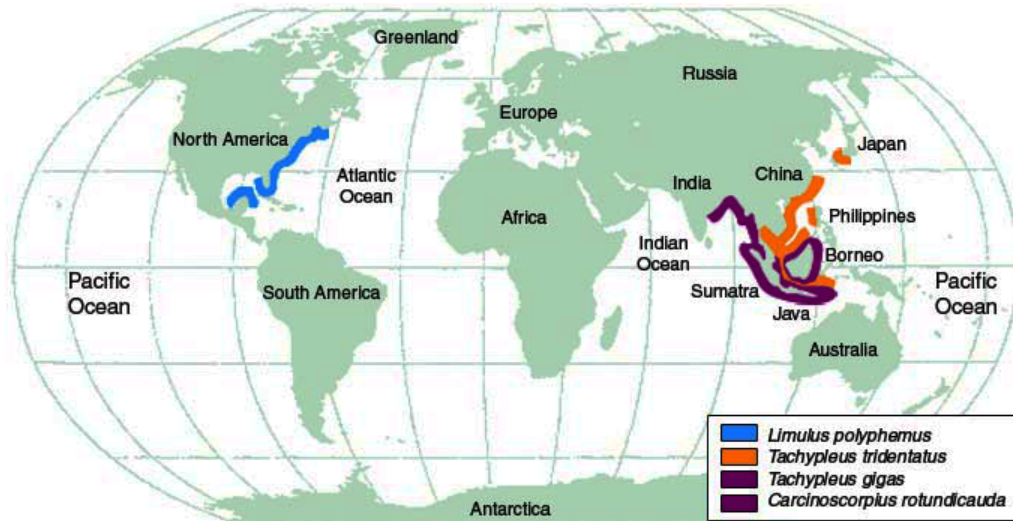 Greenland
Russia
Europe
North America
Japan
Atlantic
Ocean
China
India
Africa
Philippines
Indian
Ocean
Borneo
Pacific
Ocean
South America
Sumatra
Pacific
Ocean
Java
Australia
Limulus polyphemus
Tachypleus tridentatus
Tachypleus gigas
Carcinoscorpius rotundicauda
Antarctica